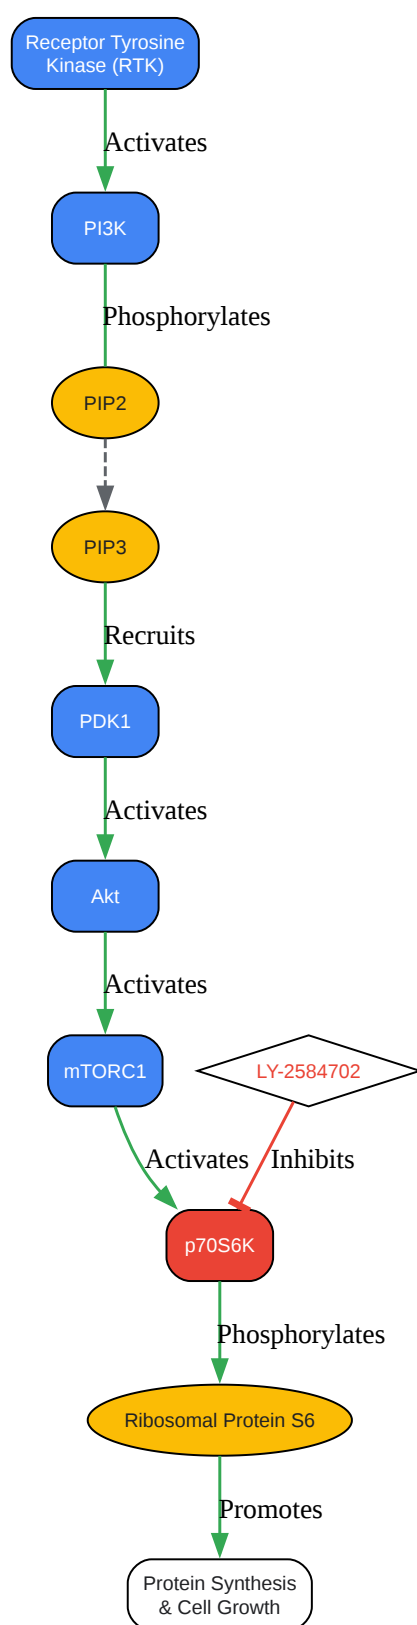 Receptor Tyrosine
Kinase (RTK)
Activates
PI3K
Phosphorylates
PIP2
PIP3
Recruits
PDK1
Activates
Akt
Activates
mTORC1
LY-2584702
Activates
Inhibits
p70S6K
Phosphorylates
Ribosomal Protein S6
Promotes
Protein Synthesis
& Cell Growth